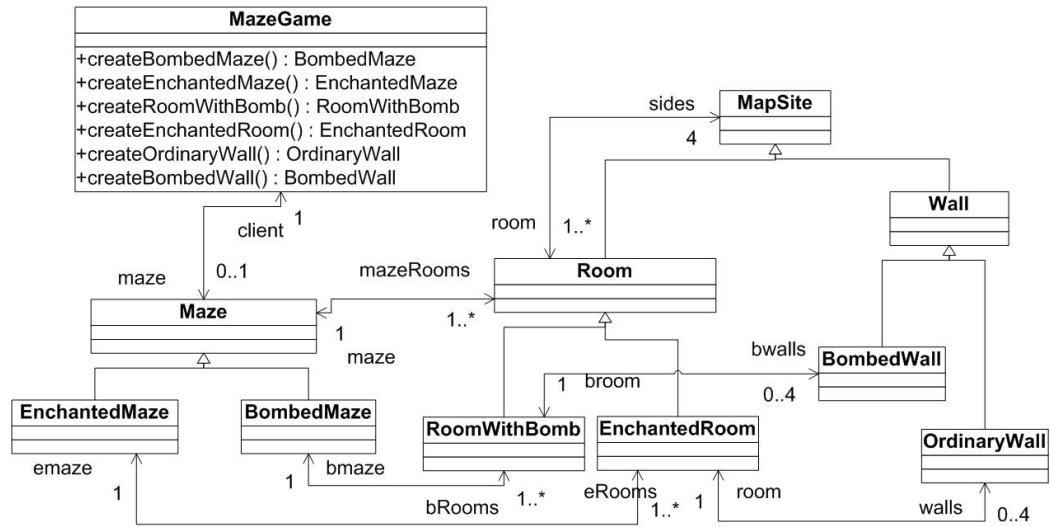 MazeGame
+createBombedMaze() : BombedMaze
+createEnchantedMaze() : EnchantedMaze
+createRoomWithBomb() : RoomWithBomb
+createEnchantedRoom() : EnchantedRoom
+createOrdinaryWall() : OrdinaryWall
+createBombedWall() : BombedWall
sides
MapSite
4
Wall
1
client
room
1..*
maze
0..1
mazeRooms
Room
Maze
1
1..*
maze
bwalls
BombedWall
1
broom
0..4
EnchantedMaze
BombedMaze
RoomWithBomb
EnchantedRoom
OrdinaryWall
emaze
bmaze
1
1
bRooms
1..*
eRooms
1..*
1
room
walls
0..4